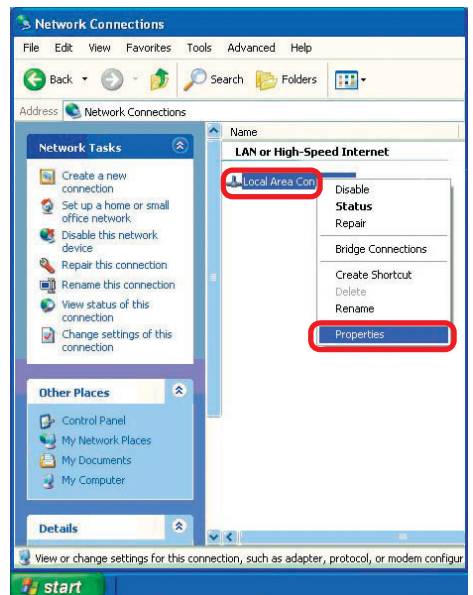 Network Connections
File Edit View Favorites Tools Advanced Help
Back Search Folders
Address Network Connections
Network Tasks
Create a new
connection
Set up a home or small
office network
Disable this network
device
Repair this connection
Rename this connection
View status of this
connection
Change settings of this
connection
Other Places
Control Panel
My Network Places
My Documents
My Computer
Details
Name
LAN or High-Speed Internet
Local Area Con
Disable
Status
Repair
Bridge Connections
Create Shortcut
Delete
Rename
Properties
View or change settings for this connection, such as adapter, protocol, or modem configur
start